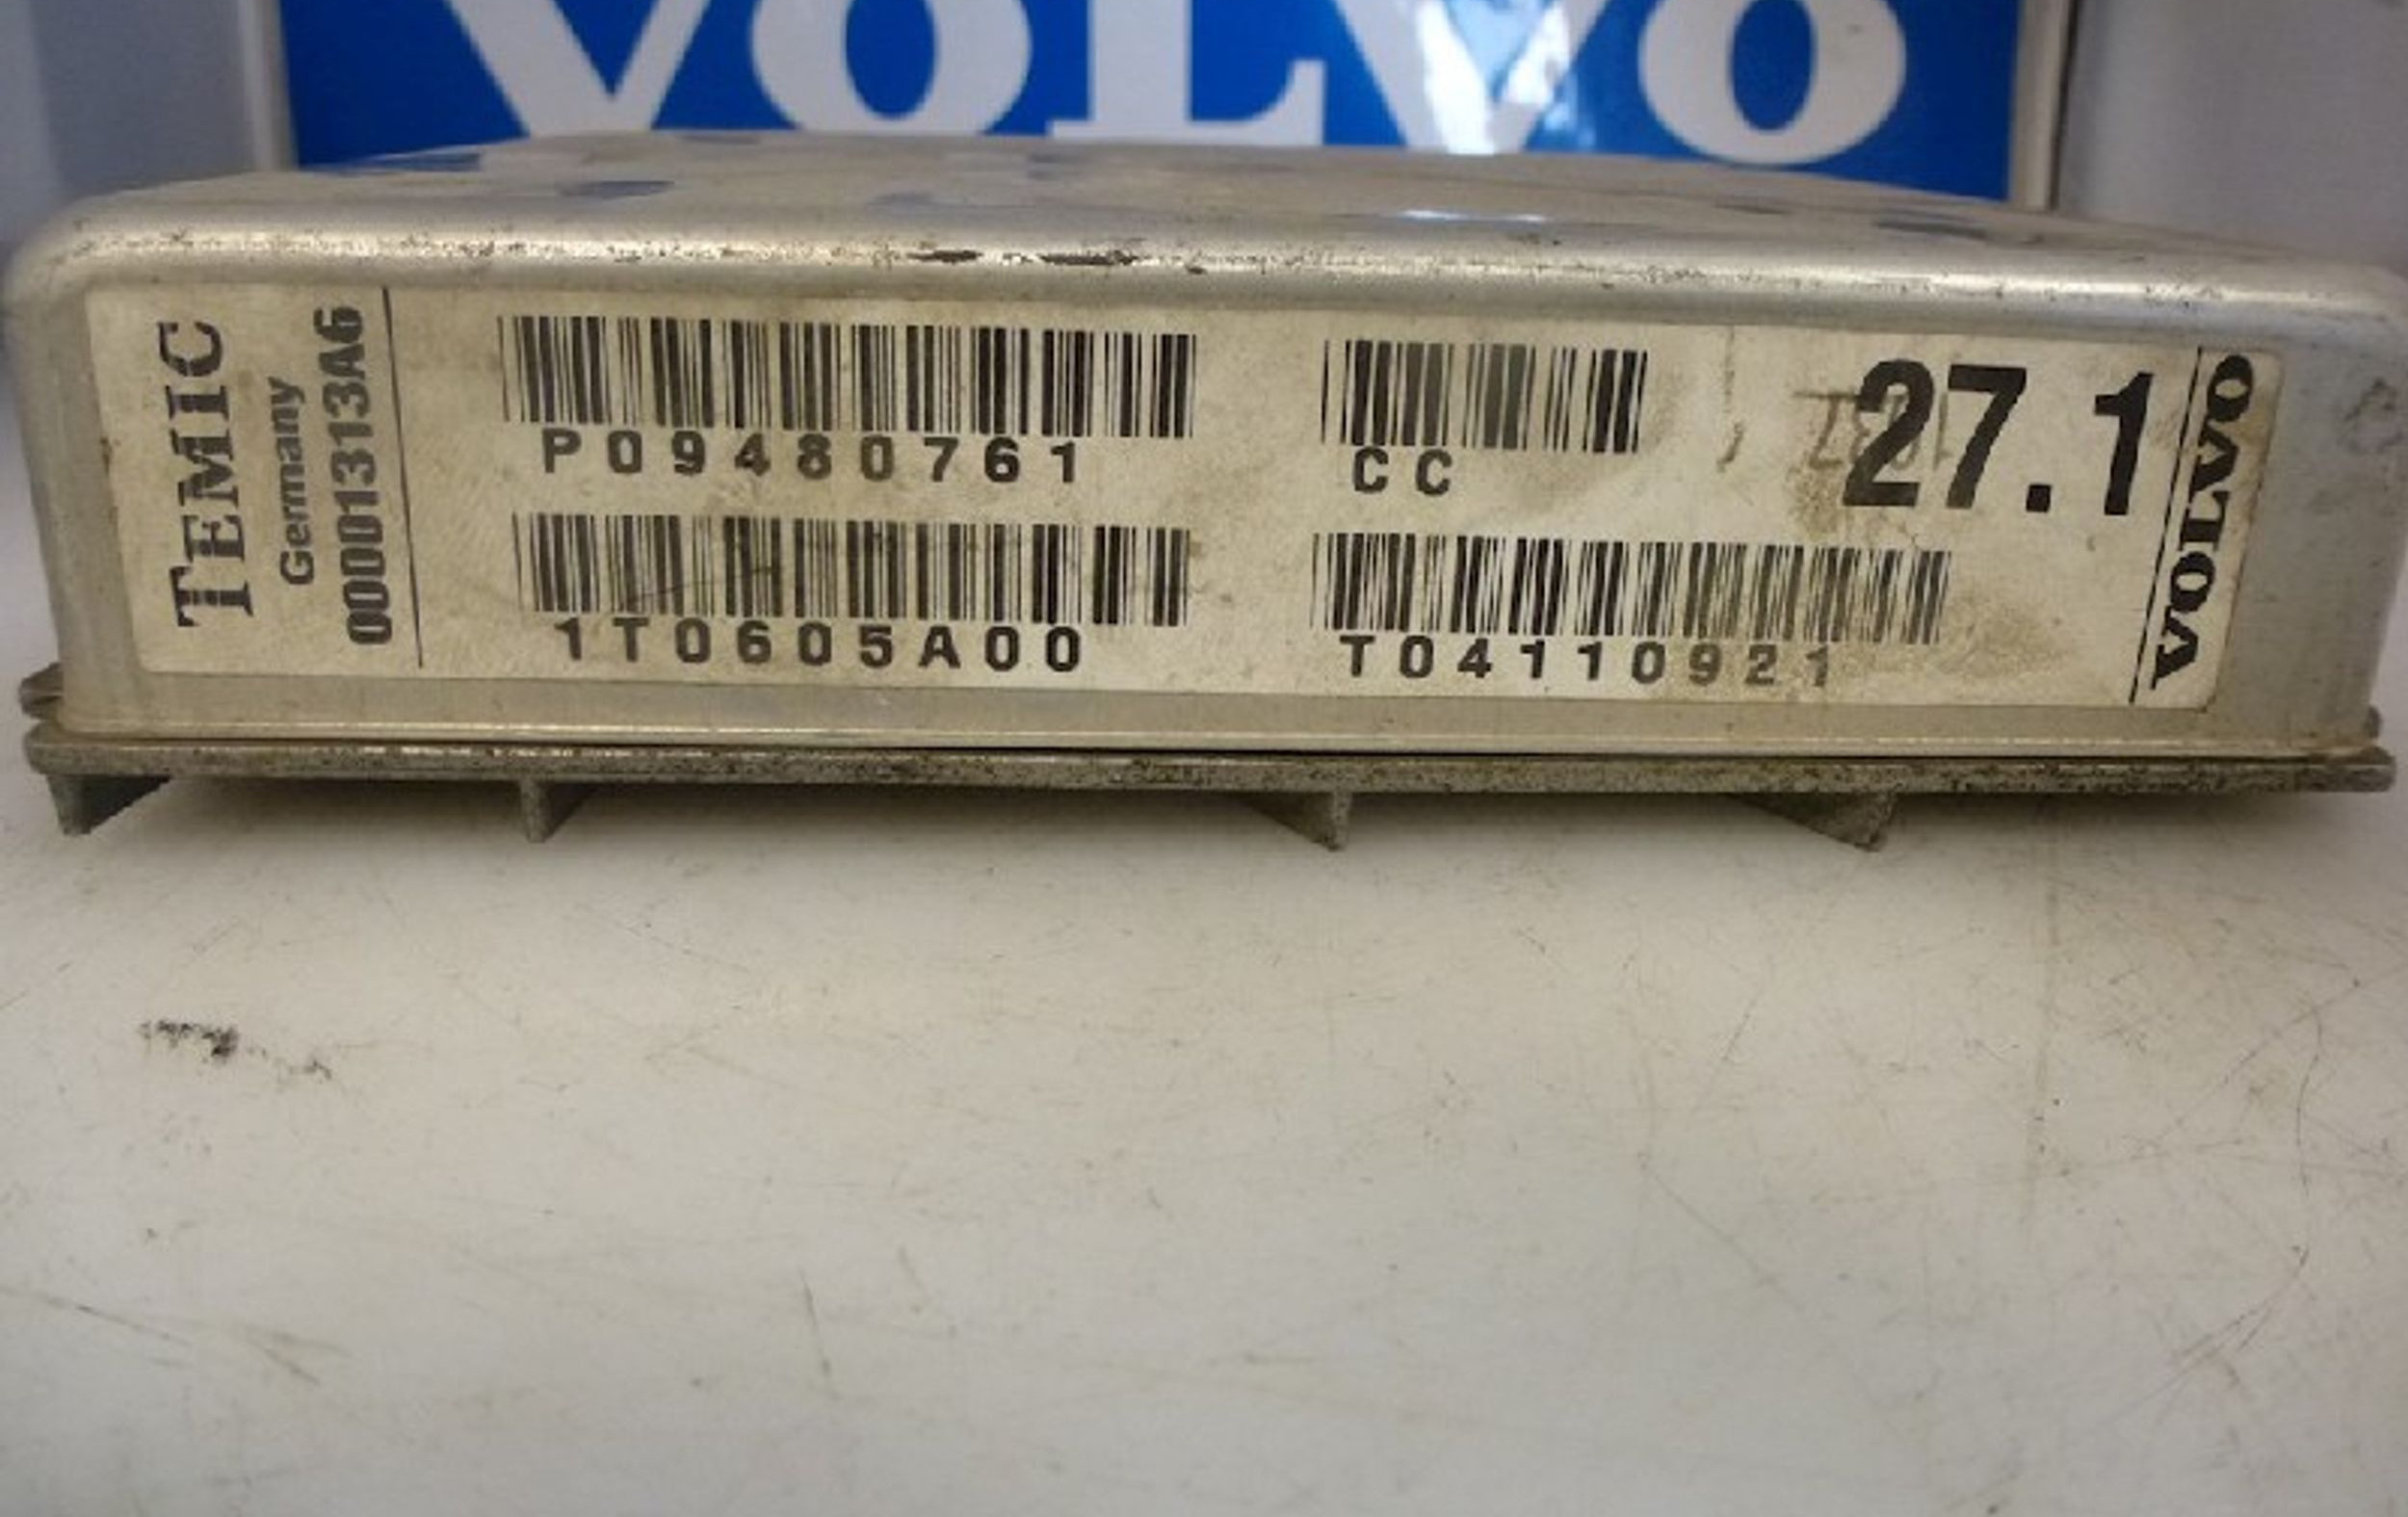 VOLVO
TEMIC
Germany
00001313A6
P09480761
CC
27.1
1T0605A00
T04110921
VOLVO